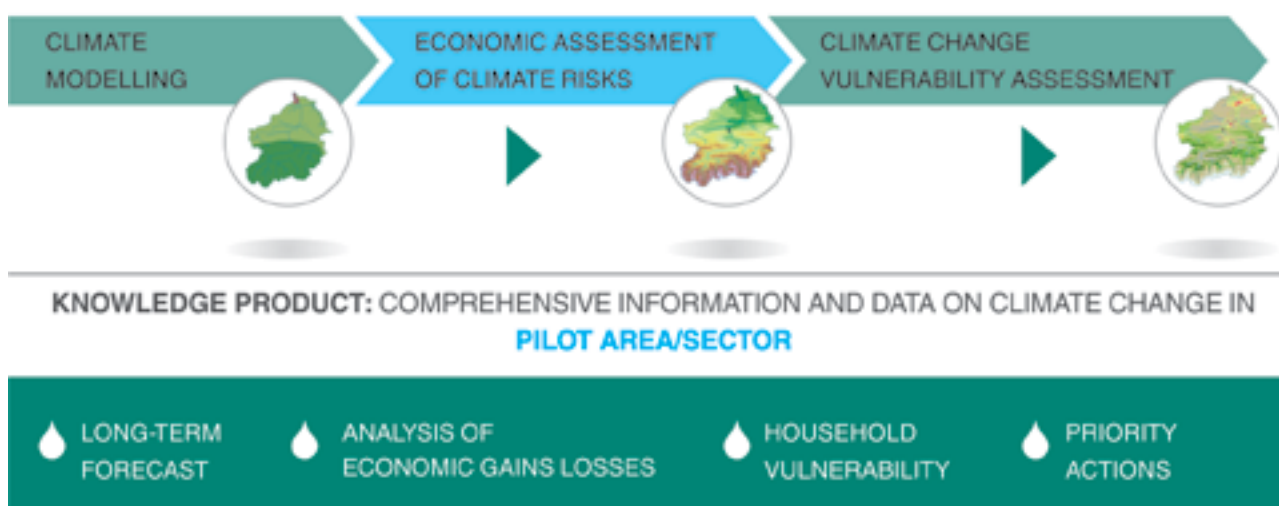 CLIMATE
MODELLING
ECONOMIC ASSESSMENT
OF CLIMATE RISKS
CLIMATE CHANGE
VULNERABILITY ASSESSMENT
KNOWLEDGE PRODUCT: COMPREHENSIVE INFORMATION AND DATA ON CLIMATE CHANGE IN
PILOT AREA/SECTOR
LONG-TERM
FORECAST
ANALYSIS OF
ECONOMIC GAINS LOSSES
HOUSEHOLD
VULNERABILITY
PRIORITY
ACTIONS